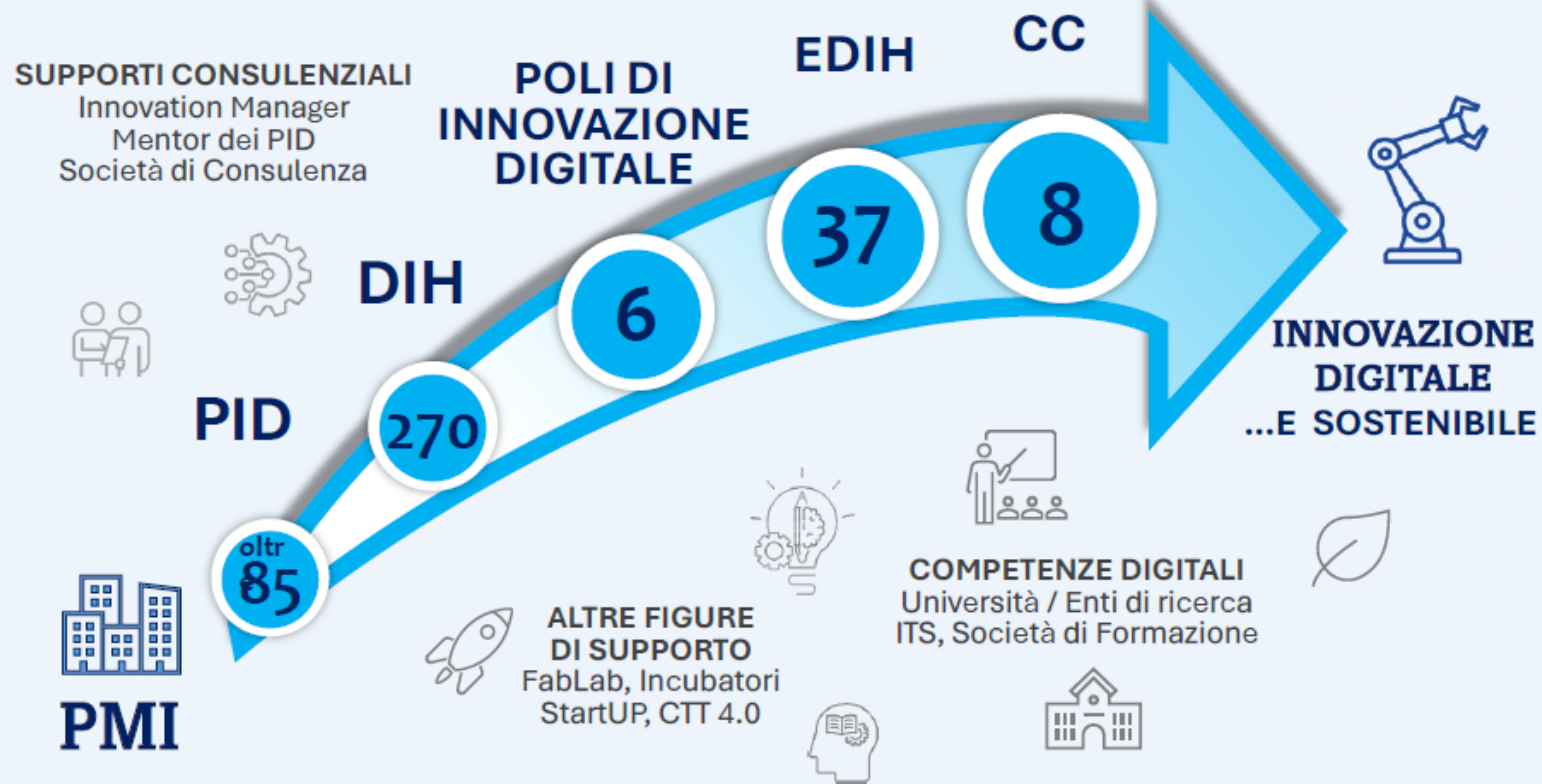 SUPPORTI CONSULENZIALI
Innovation Manager
Mentor dei PID
Società di Consulenza
POLI DI
INNOVAZIONE
DIGITALE
EDIH
CC
DIH
PID
oltr
e
85
270
6
37
8
PMI
INNOVAZIONE
DIGITALE
...E SOSTENIBILE
ALTRE FIGURE
DI SUPPORTO
FabLab, Incubatori
StartUP, CTT 4.0
COMPETENZE DIGITALI
Università / Enti di ricerca
ITS, Società di Formazione